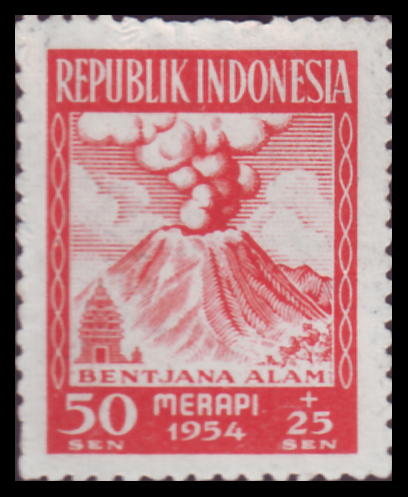 REPUBLIK INDONESIA
BENTJANA ALAM
50 SEN
MERAPI
1954
+ 25 SEN